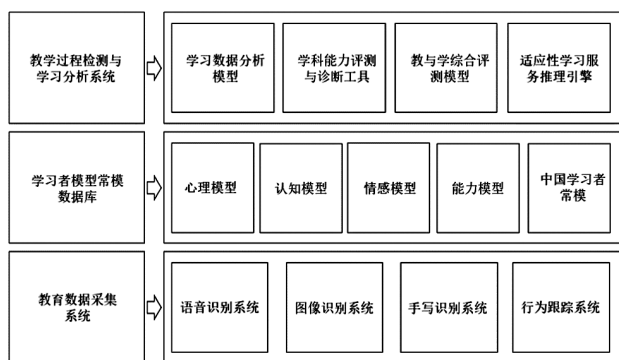 教学过程检测与
学习分析系统
学习数据分析
模型
学科能力评测
与诊断工具
教与学综合评
测模型
适应性学习服
务推理引擎
学习者模型常模
数据库
心理模型
认知模型
情感模型
能力模型
中国学习者
常模
教育数据采集
系统
语音识别系统
图像识别系统
手写识别系统
行为跟踪系统